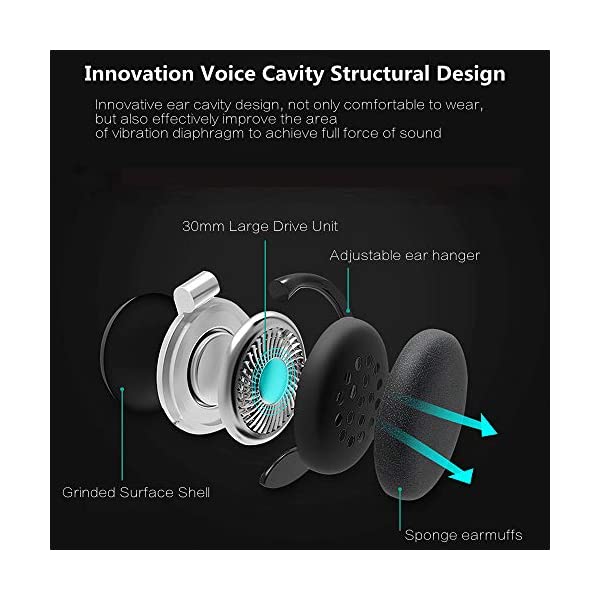 Innovation Voice Cavity Structural Design
Innovative ear cavity design, not only comfortable to wear,
but also effectively improve the area
of vibration diaphragm to achieve full force of sound
30mm Large Drive Unit
Adjustable ear hanger
Grinded Surface Shell
Sponge earmuffs